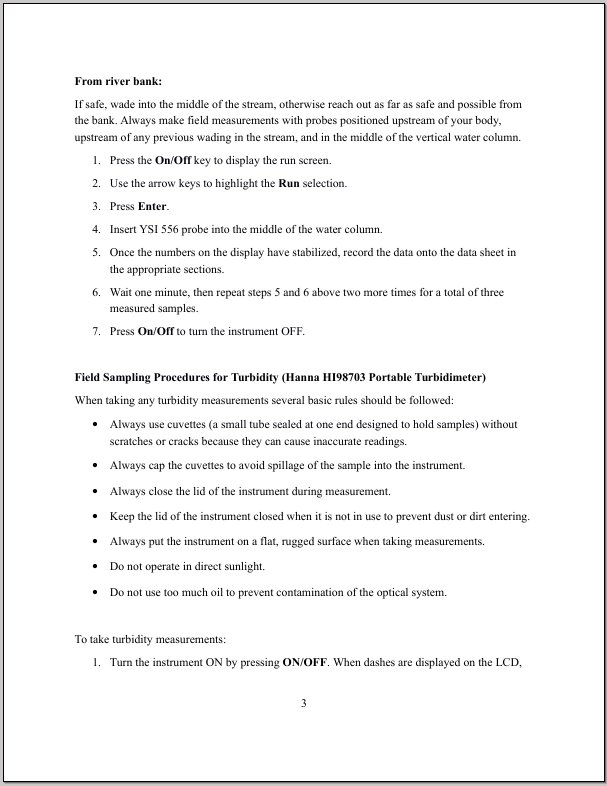 From river bank:
If safe, wade into the middle of the stream, otherwise reach out as far as safe and possible from
the bank. Always make field measurements with probes positioned upstream of your body,
upstream of any previous wading in the stream, and in the middle of the vertical water column.
1. Press the On/Off key to display the run screen.
2. Use the arrow keys to highlight the Run selection.
3. Press Enter.
4. Insert YSI 556 probe into the middle of the water column.
5. Once the numbers on the display have stabilized, record the data onto the data sheet in
the appropriate sections.
6. Wait one minute, then repeat steps 5 and 6 above two more times for a total of three
measured samples.
7. Press On/Off to turn the instrument OFF.
Field Sampling Procedures for Turbidity (Hanna HI98703 Portable Turbidimeter)
When taking any turbidity measurements several basic rules should be followed:
• Always use cuvettes (a small tube sealed at one end designed to hold samples) without
scratches or cracks because they can cause inaccurate readings.
• Always cap the cuvettes to avoid spillage of the sample into the instrument.
• Always close the lid of the instrument during measurement.
• Keep the lid of the instrument closed when it is not in use to prevent dust or dirt entering.
• Always put the instrument on a flat, rugged surface when taking measurements.
• Do not operate in direct sunlight.
• Do not use too much oil to prevent contamination of the optical system.
To take turbidity measurements:
1. Turn the instrument ON by pressing ON/OFF. When dashes are displayed on the LCD,
3